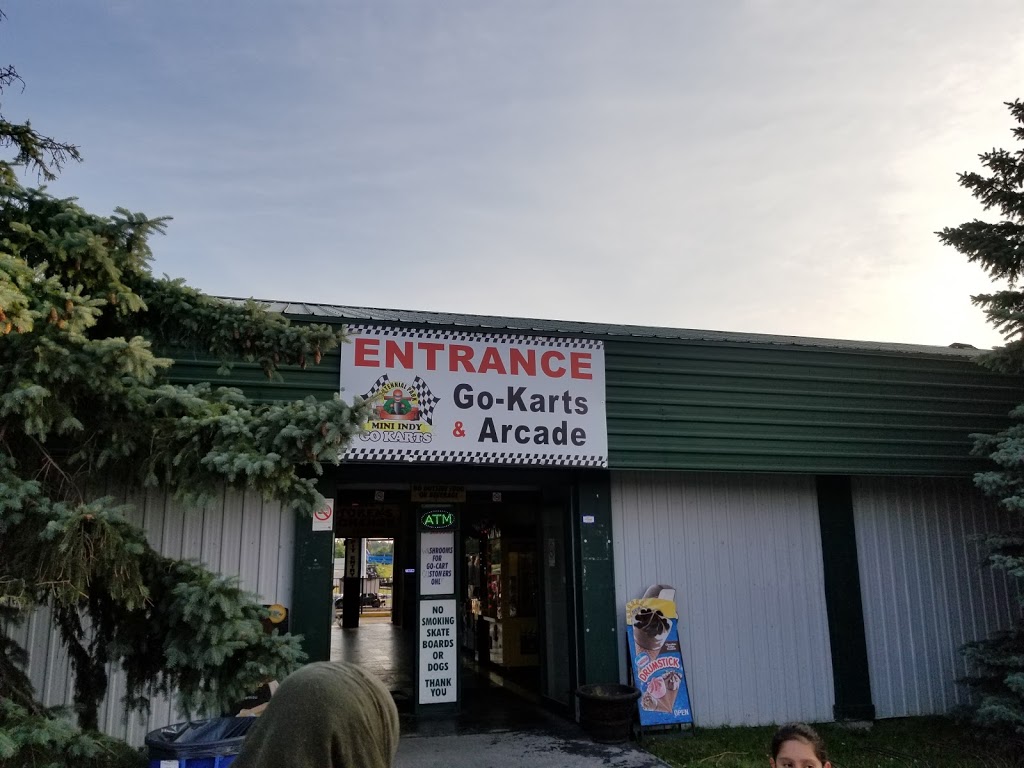 ENTRANCE
Go-Karts
& Arcade
MINI INDY
GO KARTS
ATM
WASHROOMS
FOR
GO-CART
CUSTOMERS
ONLY
NO
SMOKING
SKATE
BOARDS
OR
DOGS
THANK
YOU
DRUMSTICK
OPEN